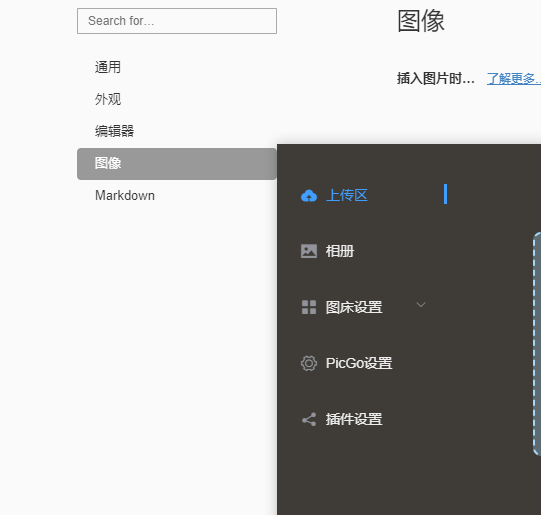 Search for…
图像
通用
插入图片时… 了解更多..
外观
编辑器
图像
Markdown
上传区
相册
图床设置
PicGo设置
插件设置